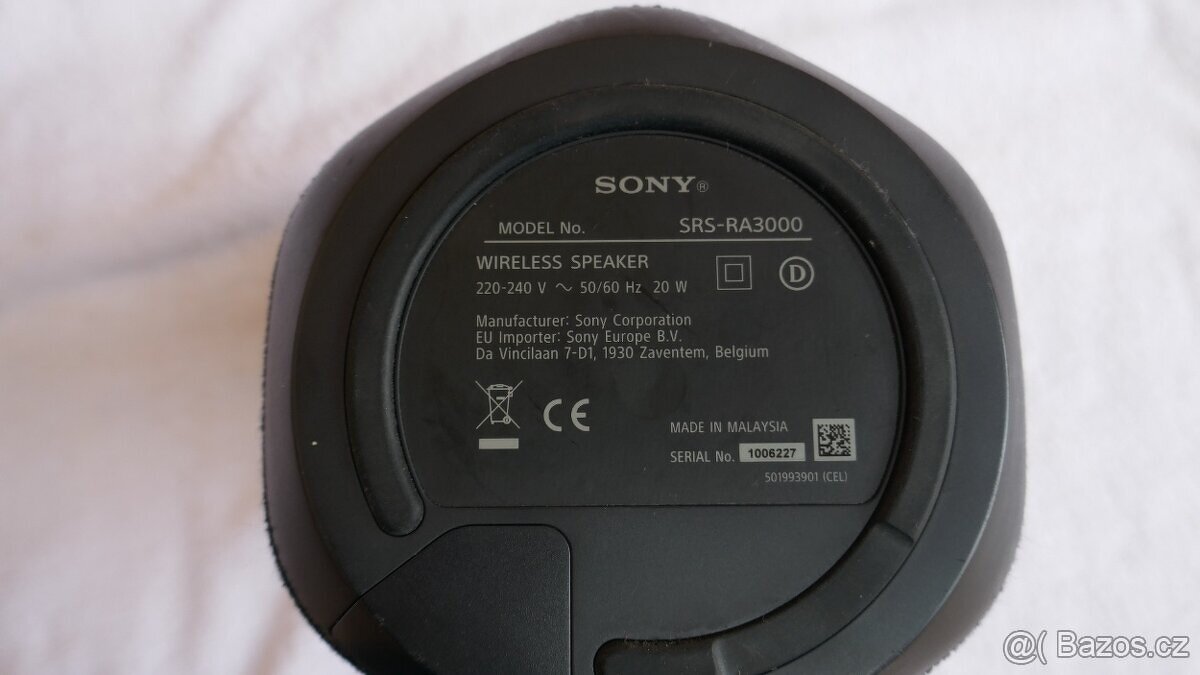 SONY®
MODEL No. SRS-RA3000
WIRELESS SPEAKER
220-240 V ~ 50/60 Hz 20 W
D
Manufacturer: Sony Corporation
EU Importer: Sony Europe B.V.
Da Vincilaan 7-D1, 1930 Zaventem, Belgium
CE
MADE IN MALAYSIA
SERIAL No. 1006227
501993901 (CEL)
@( Bazos.cz